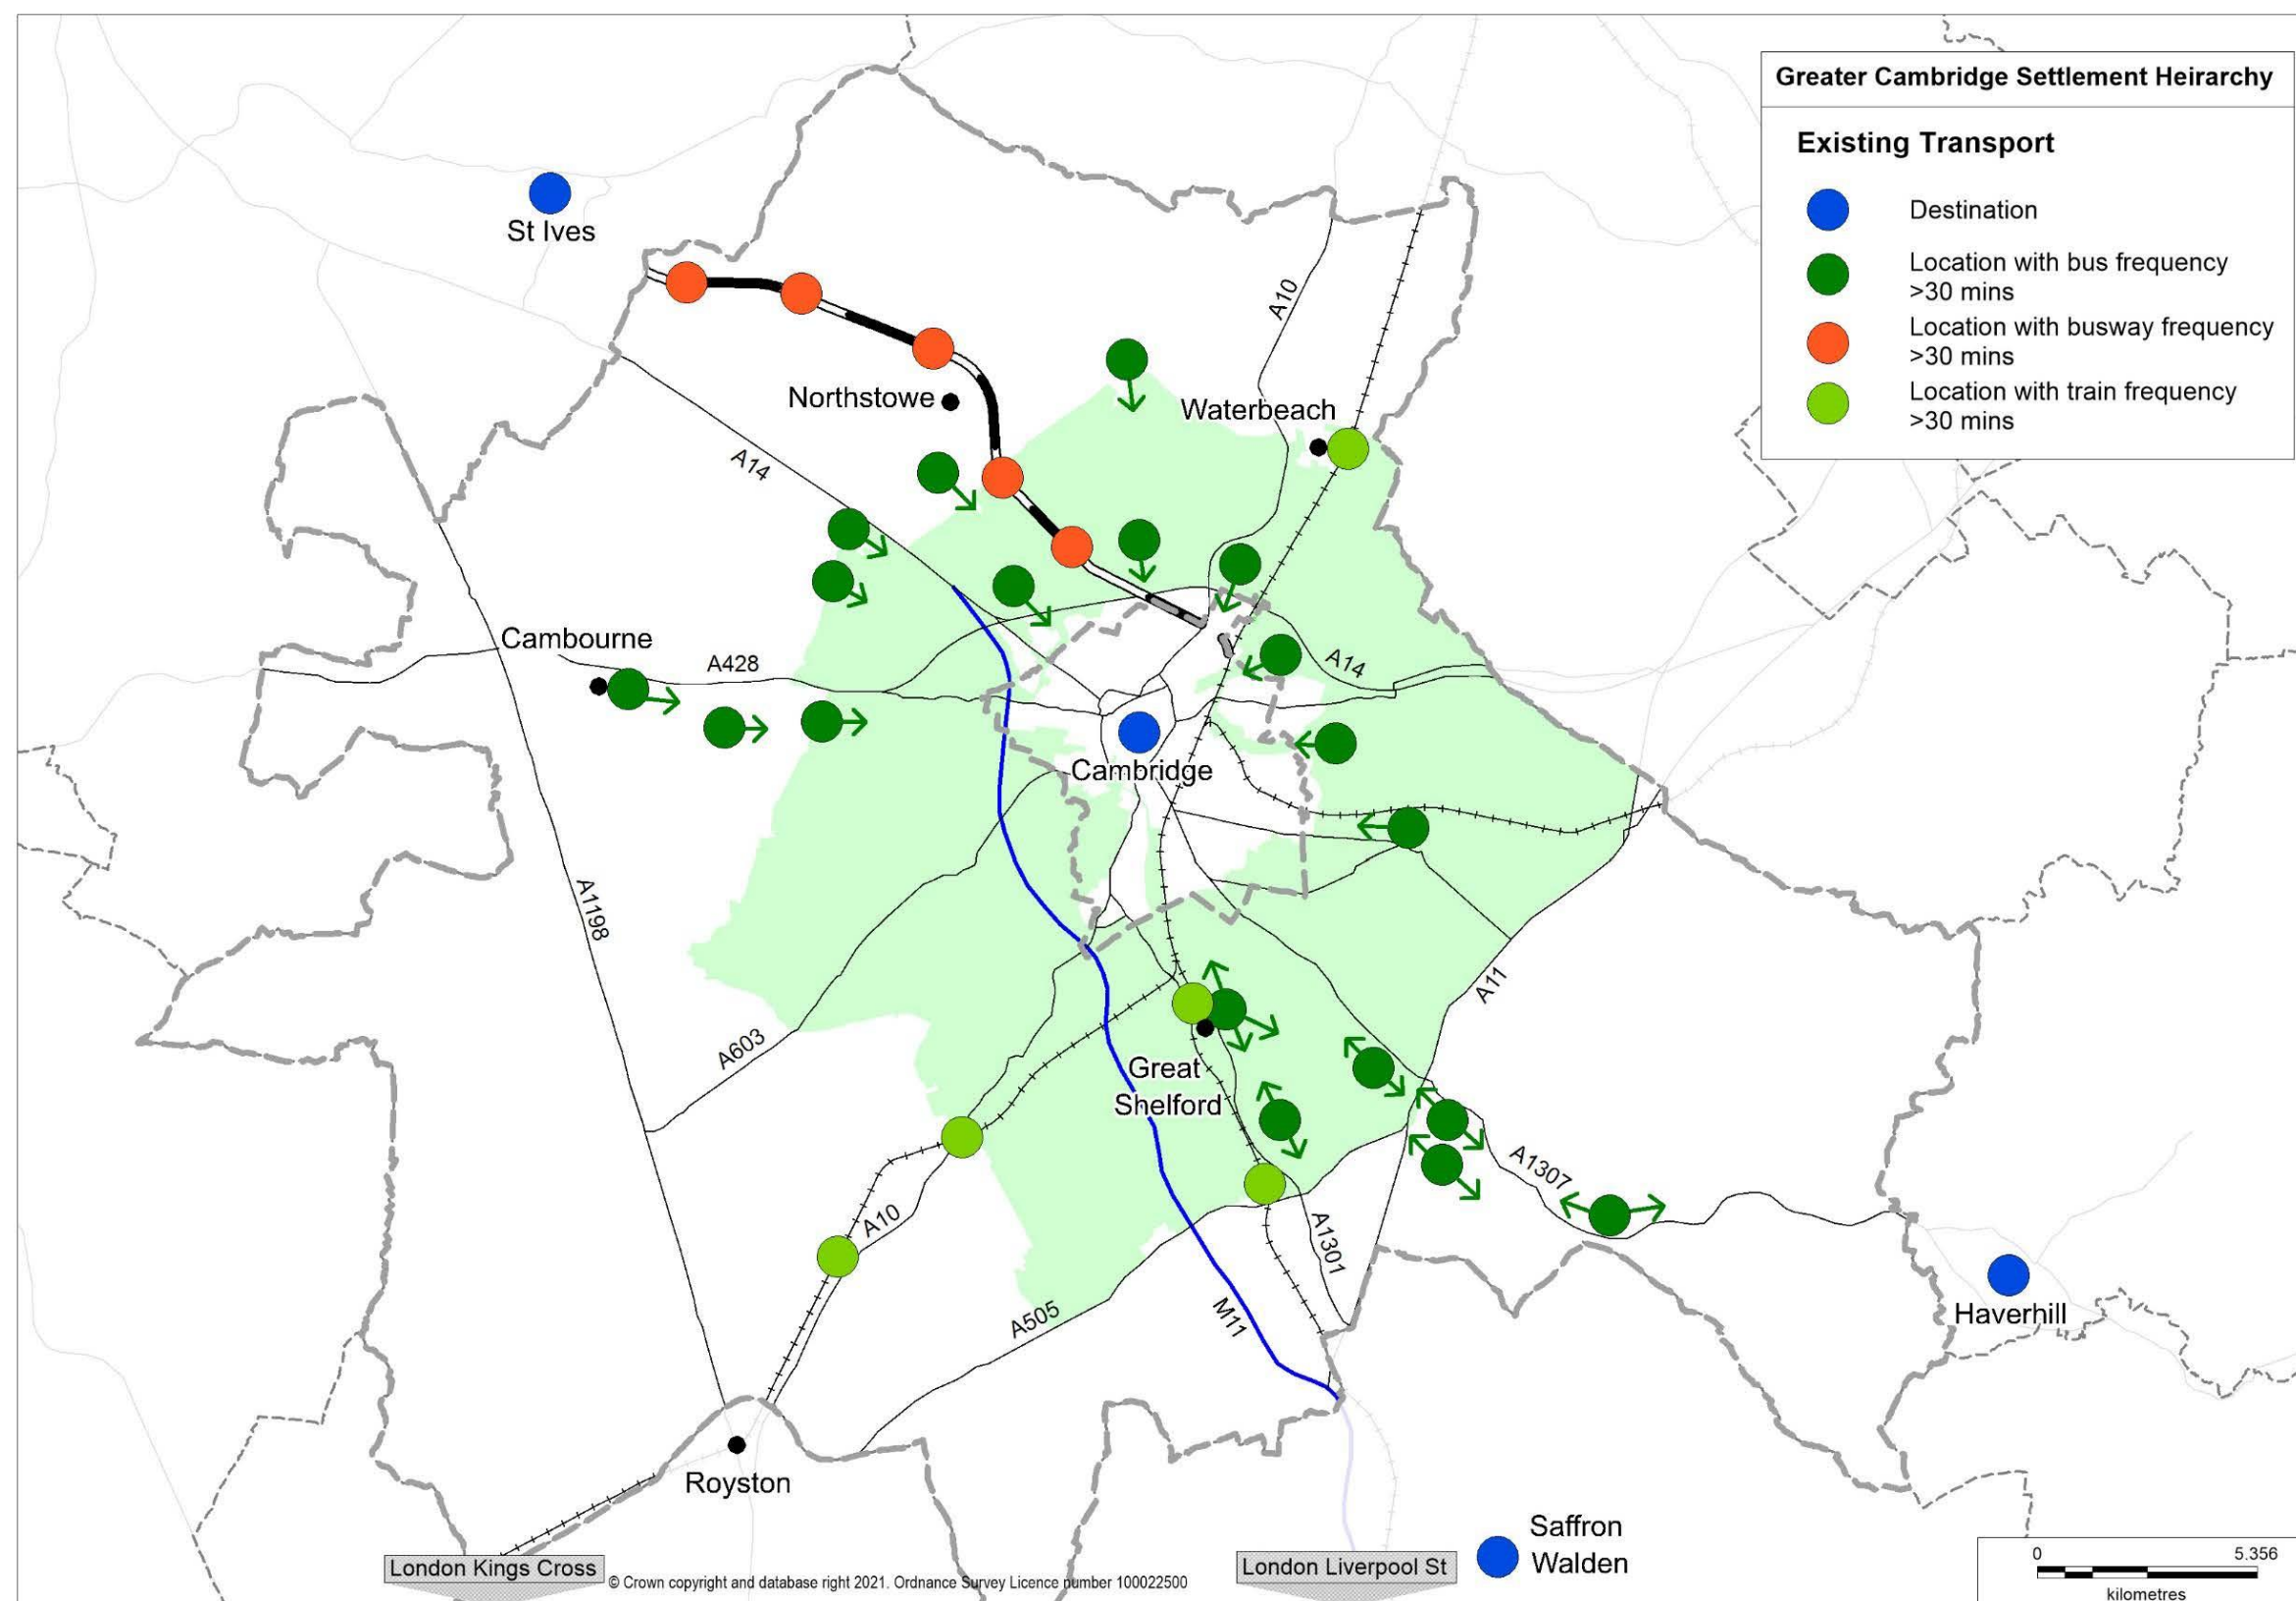 Greater Cambridge Settlement Heirarchy
Existing Transport
Destination
Location with bus frequency
>30 mins
Location with busway frequency
>30 mins
Location with train frequency
>30 mins
St Ives
A10
Northstowe
Waterbeach
A14
Cambourne
A428
A14
Cambridge
A1198
A11
A603
Great
Shelford
A1307
A10
A1301
A505
M11
Haverhill
Royston
Saffron
Walden
London Kings Cross
© Crown copyright and database right 2021. Ordnance Survey Licence number 100022500
London Liverpool St
0 5.356
kilometres